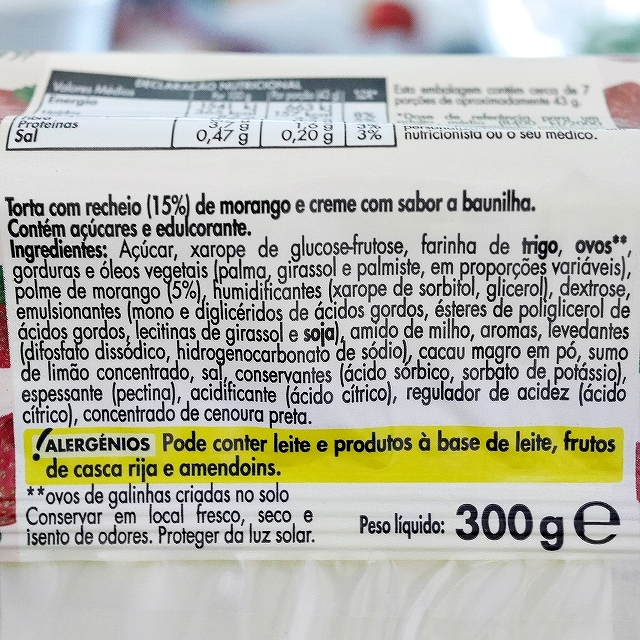 DECLARAÇÃO NUTRICIONAL
Valores Médios
Energia
Esta embalagem contém cerca de 7
porções de aproximadamente 43 g.
Proteínas
Sal 0,47 g 0,20 g 3%
nutricionista ou o seu médico.
Torta com recheio (15%) de morango e creme com sabor a baunilha.
Contém açúcares e edulcorante.
Ingredientes: Açúcar, xarope de glucose-frutose, farinha de trigo, ovos**,
gorduras e óleos vegetais (palma, girassol e palmiste, em proporções variáveis),
polme de morango (5%), humidificantes (xarope de sorbitol, glicerol), dextrose,
emulsionantes (mono e diglicéridos de ácidos gordos, ésteres de poliglicerol de
ácidos gordos, lecitinas de girassol e soja), amido de milho, aromas, levedantes
(difosfato dissódico, hidrogenocarbonato de sódio), cacau magro em pó, sumo
de limão concentrado, sal, conservantes (ácido sórbico, sorbato de potássio),
espessante (pectina), acidificante (ácido cítrico), regulador de acidez (ácido
cítrico), concentrado de cenoura preta.
! ALERGÉNIOS Pode conter leite e produtos à base de leite, frutos
de casca rija e amendoins.
**ovos de galinhas criadas no solo
Conservar em local fresco, seco e
isento de odores. Proteger da luz solar.
Peso líquido: 300 g e